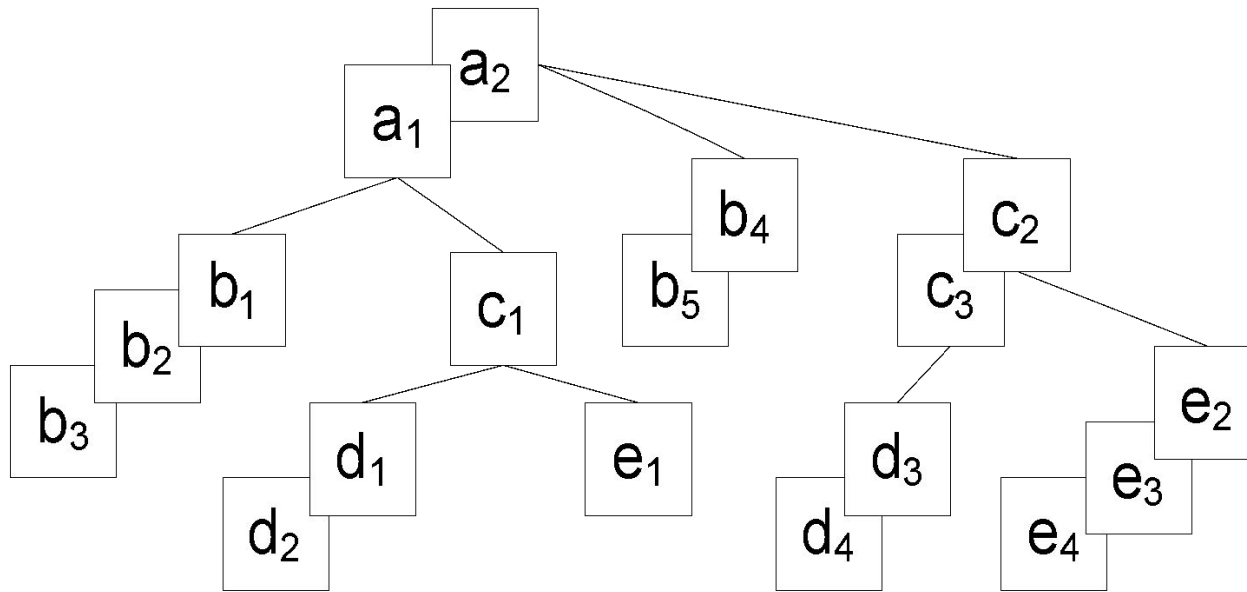 a₂
a₁
b₄
c₂
b₁
c₁
b₅
c₃
b₂
e₂
b₃
d₁
e₁
d₃
e₃
d₂
d₄
e₄